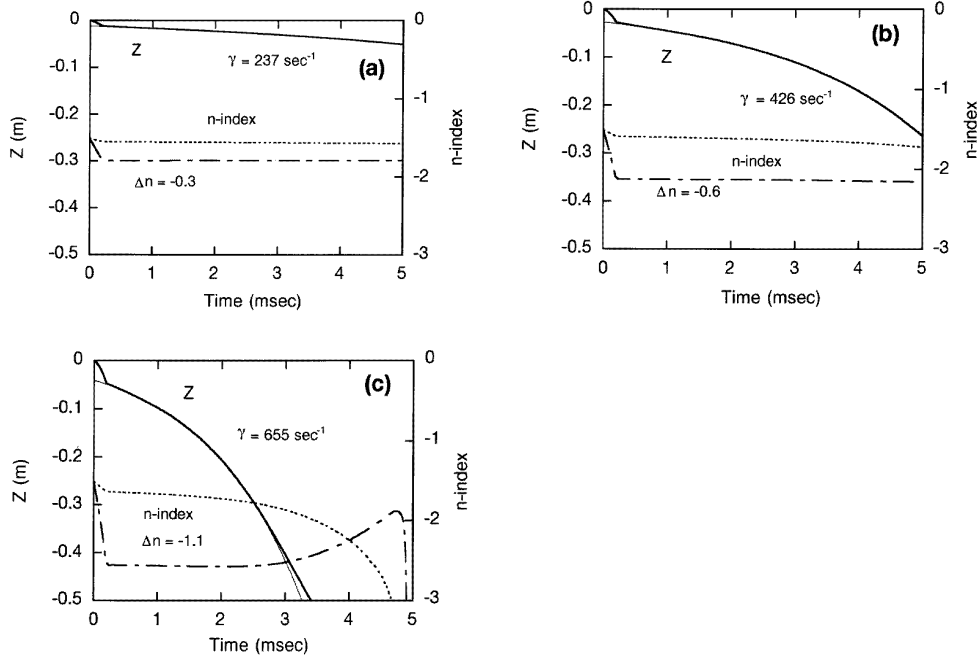 (a)
Z
γ = 237 sec⁻¹
n-index
Δn = -0.3
0
-0.1
-0.2
-0.3
-0.4
-0.5
Z (m)
0
-1
-2
-3
n-index
0 1 2 3 4 5
Time (msec)
(b)
Z
γ = 426 sec⁻¹
n-index
Δn = -0.6
0
-0.1
-0.2
-0.3
-0.4
-0.5
Z (m)
0
-1
-2
-3
n-index
0 1 2 3 4 5
Time (msec)
(c)
Z
γ = 655 sec⁻¹
n-index
Δn = -1.1
0
-0.1
-0.2
-0.3
-0.4
-0.5
Z (m)
0
-1
-2
-3
n-index
0 1 2 3 4 5
Time (msec)